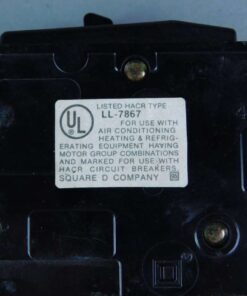 LISTED HACR TYPE
LL-7867
UL
FOR USE WITH
AIR CONDITIONING
HEATING & REFRIG-
ERATING EQUIPMENT HAVING
MOTOR GROUP COMBINATIONS
AND MARKED FOR USE WITH
HACR CIRCUIT BREAKERS.
SQUARE D COMPANY